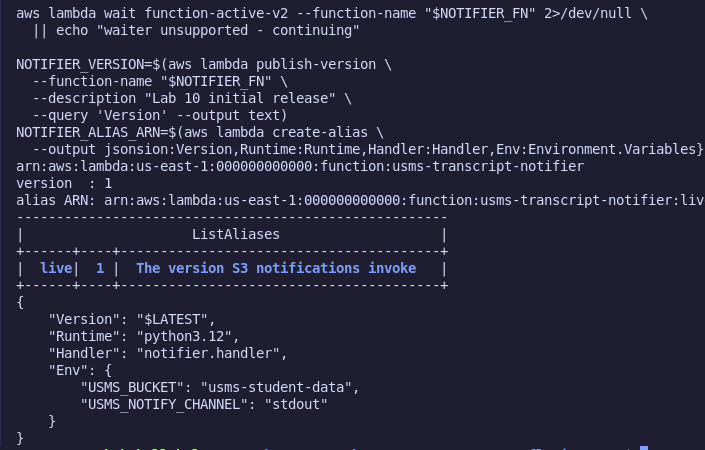 aws lambda wait function-active-v2 --function-name "$NOTIFIER_FN" 2>/dev/null \
|| echo "waiter unsupported - continuing"
NOTIFIER_VERSION=$(aws lambda publish-version \
--function-name "$NOTIFIER_FN" \
--description "Lab 10 initial release" \
--query 'Version' --output text)
NOTIFIER_ALIAS_ARN=$(aws lambda create-alias \
--output jsonsion:Version,Runtime:Runtime,Handler:Handler,Env:Environment.Variables}
arn:aws:lambda:us-east-1:000000000000:function:usms-transcript-notifier
version  : 1
alias ARN: arn:aws:lambda:us-east-1:000000000000:function:usms-transcript-notifier:liv
-----------------------------------------------------
|                     ListAliases                     |
+------+----+----------------------------------------+
|  live|  1 |  The version S3 notifications invoke   |
+------+----+----------------------------------------+
{
"Version": "$LATEST",
"Runtime": "python3.12",
"Handler": "notifier.handler",
"Env": {
"USMS_BUCKET": "usms-student-data",
"USMS_NOTIFY_CHANNEL": "stdout"
}
}